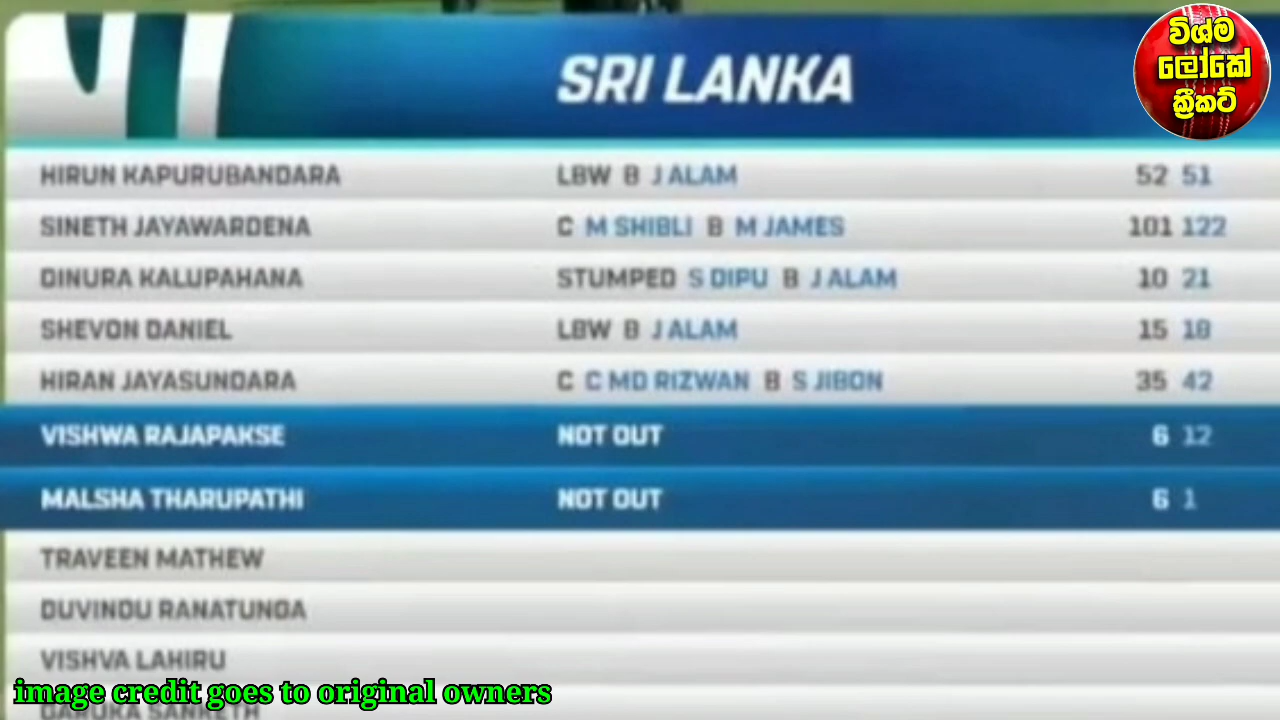 විශ්ම
ලෝකේ
ක්‍රිකට්
SRI LANKA
HIRUN KAPURUBANDARA LBW B J ALAM 52 51
SINETH JAYAWARDENA C M SHIBLI B M JAMES 101 122
DINURA KALUPAHANA STUMPED S DIPU B J ALAM 10 21
SHEVON DANIEL LBW B J ALAM 15 18
HIRAN JAYASUNDARA C C MD RIZWAN B S JIBON 35 42
VISHWA RAJAPAKSE NOT OUT 6 12
MALSHA THARUPATHI NOT OUT 6 1
TRAVEEN MATHEW
DUVINDU RANATUNGA
VISHVA LAHIRU
image credit goes to original owners
GARUKA SANKETH